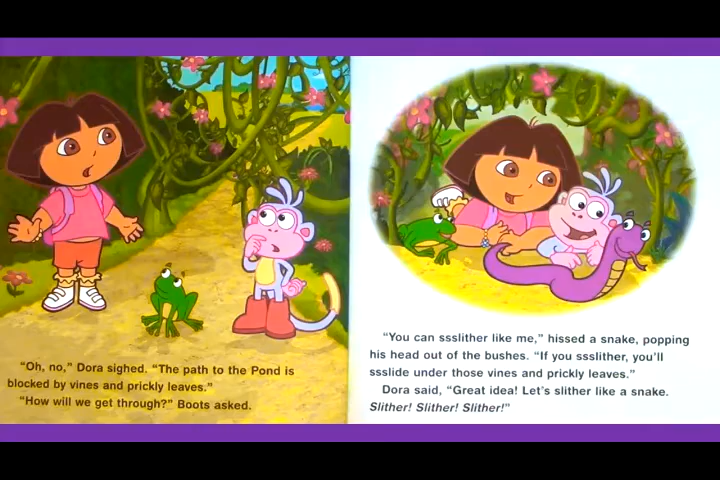 "Oh, no," Dora sighed. "The path to the Pond is
blocked by vines and prickly leaves."
"How will we get through?" Boots asked.
"You can ssslither like me," hissed a snake, popping
his head out of the bushes. "If you ssslither, you'll
ssslide under those vines and prickly leaves."
Dora said, "Great idea! Let's slither like a snake.
Slither! Slither! Slither!"